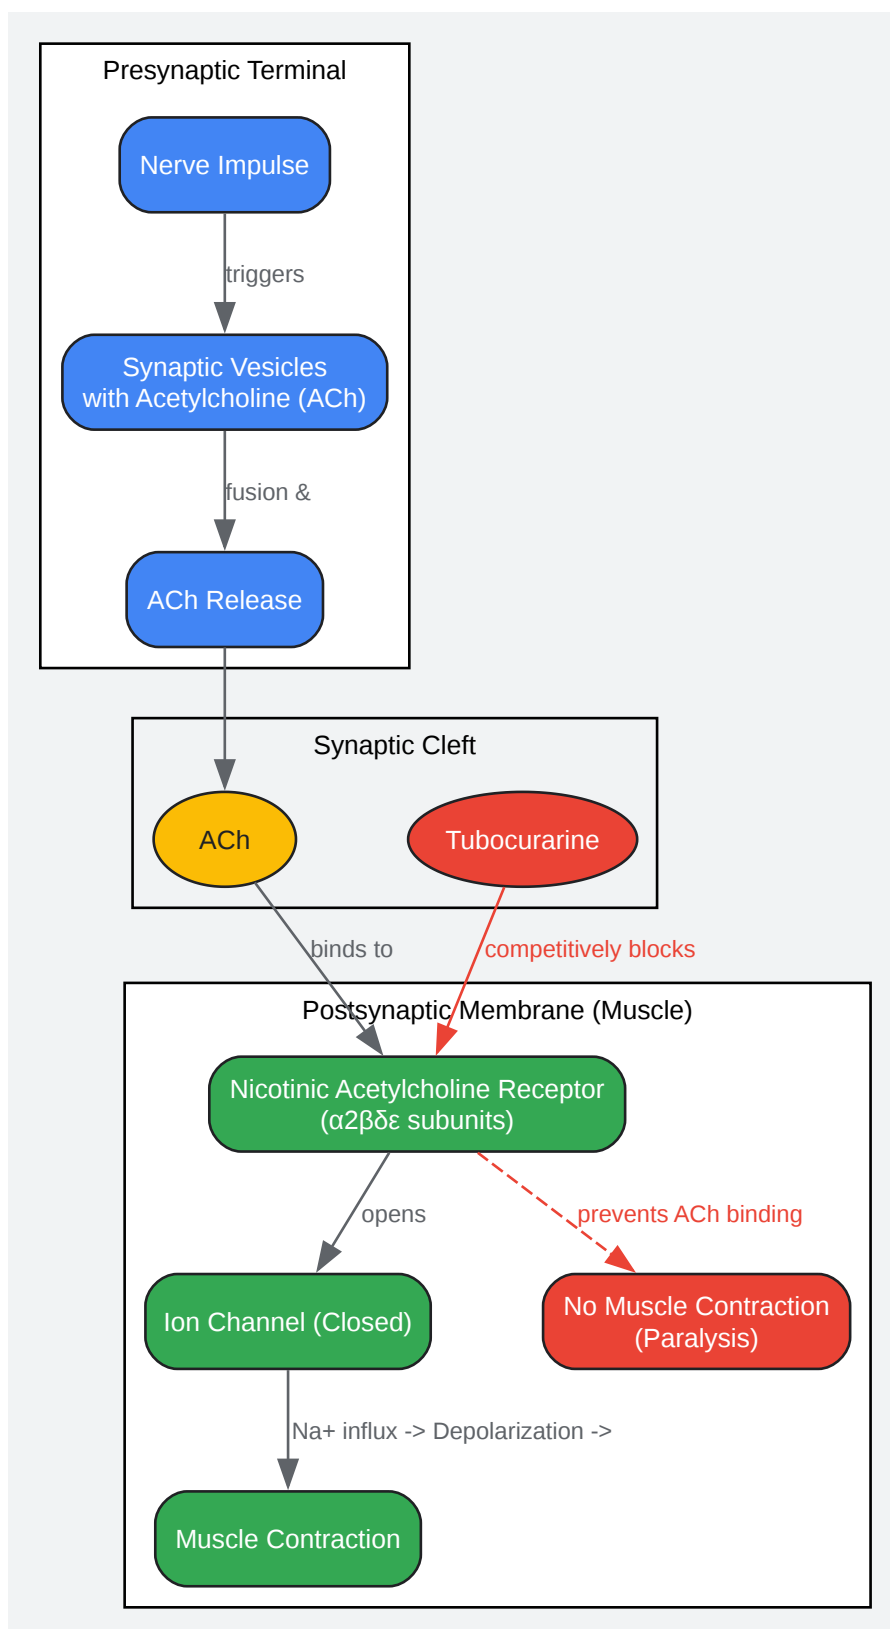 Presynaptic Terminal
Nerve Impulse
triggers
Synaptic Vesicles
with Acetylcholine (ACh)
fusion &
ACh Release
Synaptic Cleft
ACh
Tubocurarine
binds to
competitively blocks
Postsynaptic Membrane (Muscle)
Nicotinic Acetylcholine Receptor
(α2βδε subunits)
opens
prevents ACh binding
Ion Channel (Closed)
No Muscle Contraction
(Paralysis)
Na+ influx -> Depolarization ->
Muscle Contraction